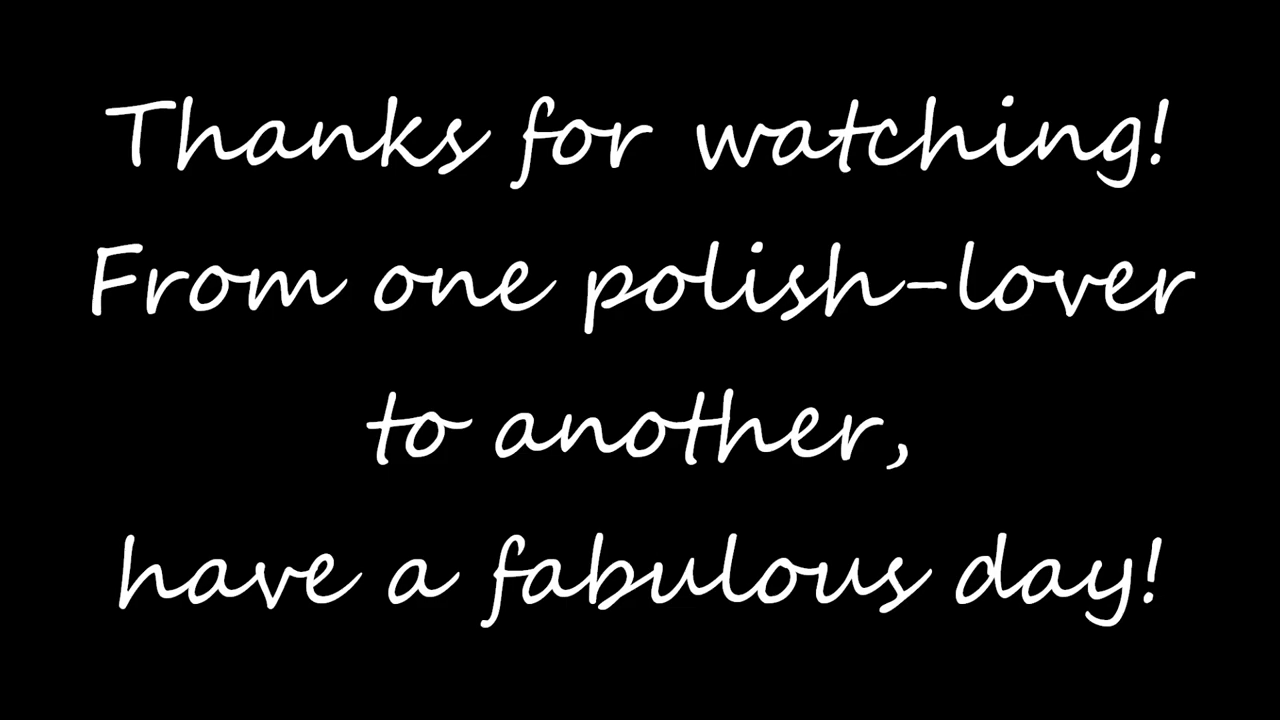 Thanks for watching!
From one polish-lover
to another,
have a fabulous day!